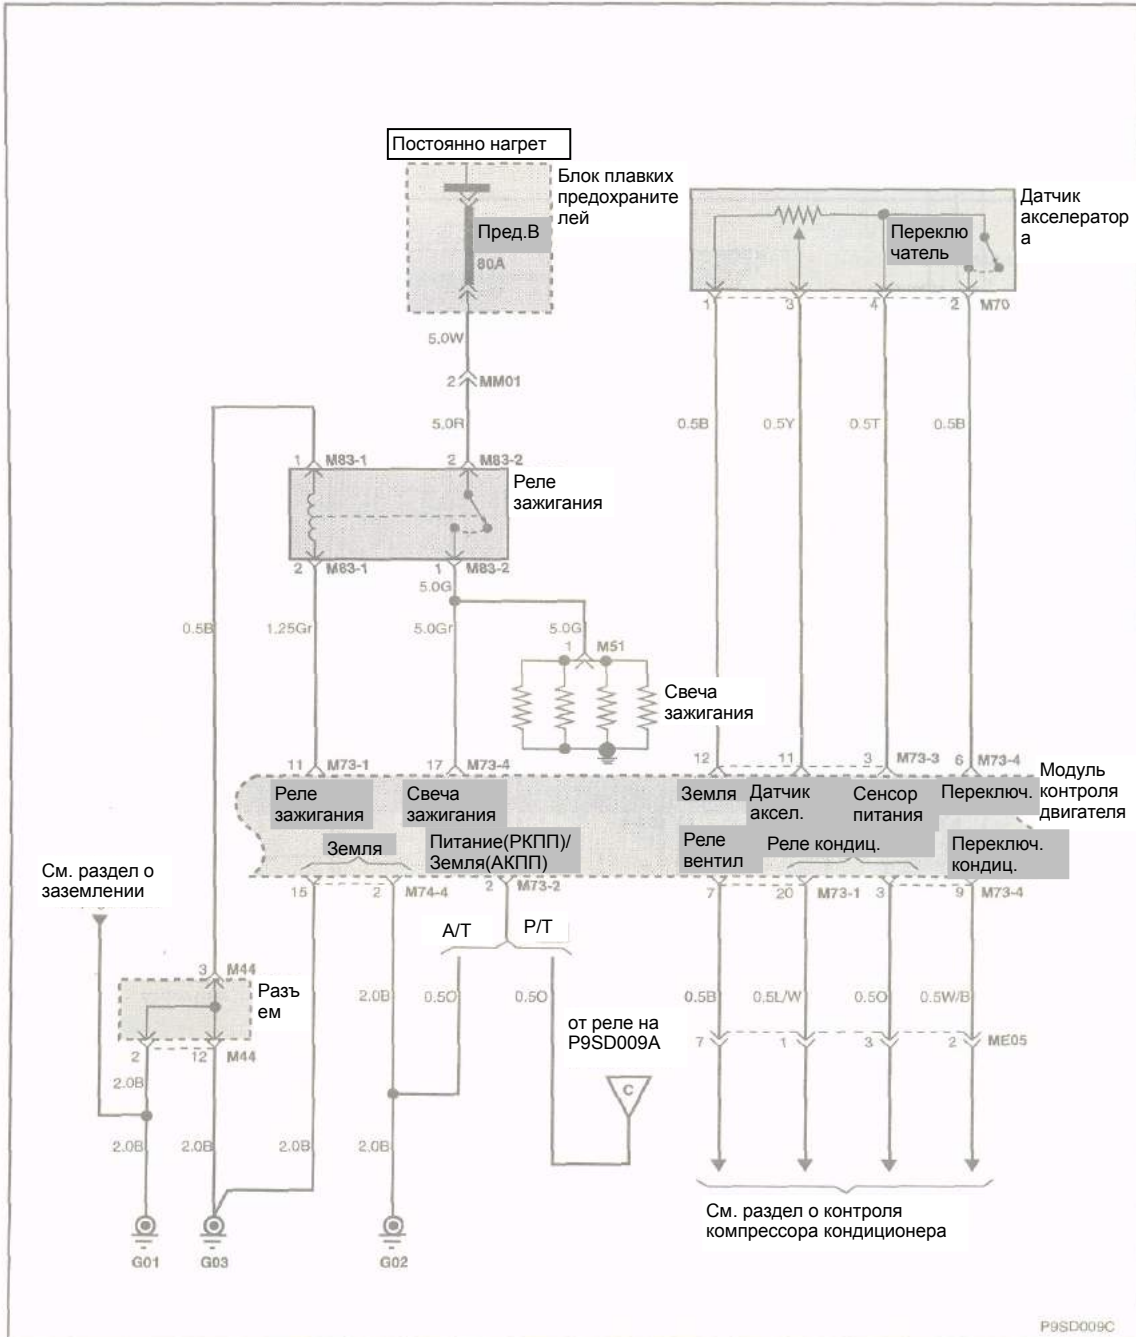 Постоянно нагрет
Блок плавких
предохраните
лей
Пред.В
80A
Датчик
акселератор
а
Переклю
чатель
1 3 4 2 M70
5.0W
2 MM01
5.0R
0.5B 0.5Y 0.5T 0.5B
1 M83-1 2 M83-2
Реле
зажигания
2 M83-1 1 M83-2
5.0G
0.5B 1.25Gr 5.0Gr 5.0G
1 M51
Свеча
зажигания
11 M73-1 17 M73-4 12 11 3 M73-3 6 M73-4
Модуль
контроля
двигателя
Реле
зажигания
Свеча
зажигания
Земля
Датчик
аксел.
Сенсор
питания
Переключ.
Земля
Питание(РКПП)/
Земля(АКПП)
Реле
вентил
Реле кондиц.
Переключ.
кондиц.
15 2 M74-4 2 M73-2 7 20 M73-1 3 9 M73-4
См. раздел о
заземлении
A/T P/T
3 M44
Разъ
ем
2.0B 0.5O 0.5O 0.5B 0.5L/W 0.5O 0.5W/B
от реле на
P9SD009A
7 1 3 2 ME05
2 12 M44
2.0B
C
2.0B 2.0B 2.0B 2.0B
См. раздел о контроля
компрессора кондиционера
G01 G03 G02
P9SD009C